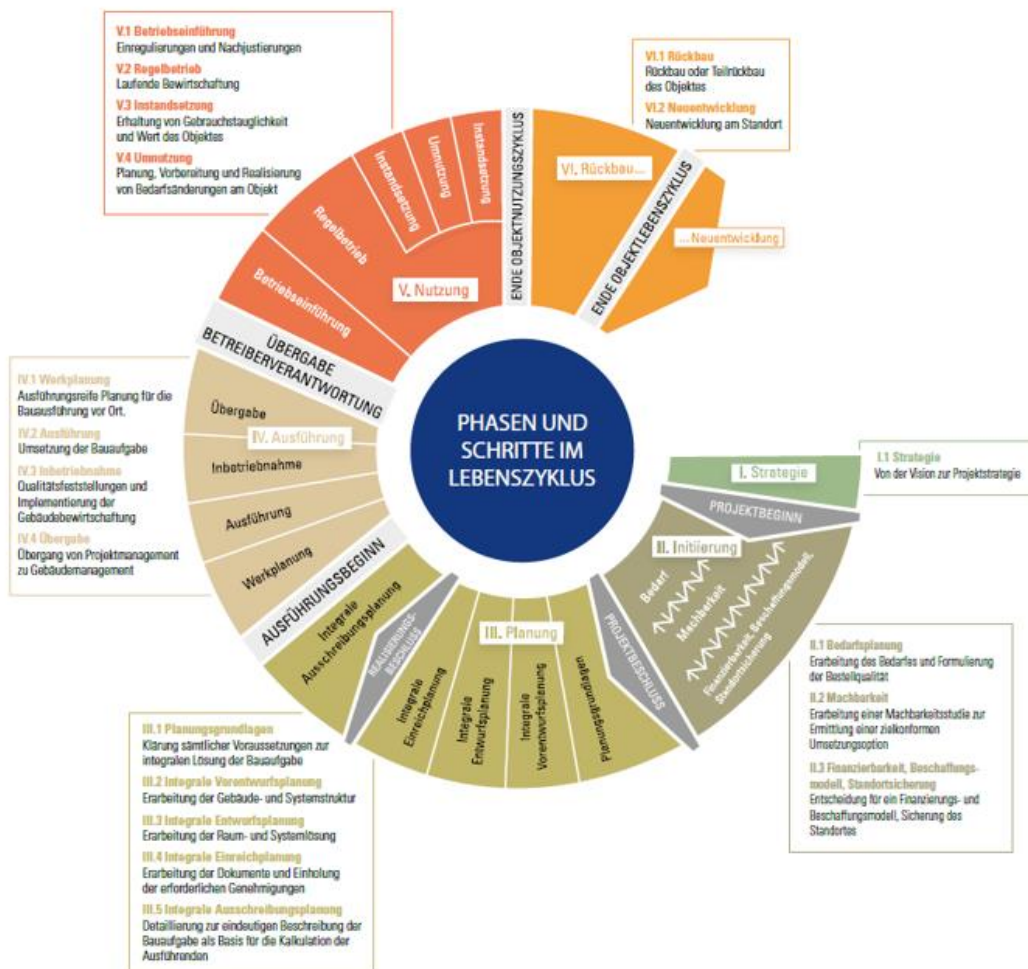 V.1 Betriebseinführung
Einregulierungen und Nachjustierungen
V.2 Regelbetrieb
Laufende Bewirtschaftung
V.3 Instandsetzung
Erhaltung von Gebrauchstauglichkeit
und Wert des Objektes
V.4 Umnutzung
Planung, Vorbereitung und Realisierung
von Bedarfsänderungen am Objekt
VI.1 Rückbau
Rückbau oder Teilrückbau
des Objektes
VI.2 Neuentwicklung
Neuentwicklung am Standort
Betriebseinführung
Regelbetrieb
Instandsetzung
Umnutzung
Instandsetzung
V. Nutzung
ENDE OBJEKTNUTZUNGSZYKLUS
VI. Rückbau...
ENDE OBJEKTLEBENSZYKLUS
...Neuentwicklung
ÜBERGABE
BETREIBERVERANTWORTUNG
IV.1 Werkplanung
Ausführungsreife Planung für die
Bauausführung vor Ort.
IV.2 Ausführung
Umsetzung der Bauaufgabe
IV.3 Inbetriebnahme
Qualitätsfeststellungen und
Implementierung der
Gebäudebewirtschaftung
IV.4 Übergabe
Übergang von Projektmanagement
zu Gebäudemanagement
Übergabe
IV. Ausführung
Inbetriebnahme
Ausführung
Werkplanung
AUSFÜHRUNGSBEGINN
PHASEN UND
SCHRITTE IM
LEBENSZYKLUS
I. Strategie
I.1 Strategie
Von der Vision zur Projektstrategie
PROJEKTBEGINN
II. Initiierung
Bedarf
Machbarkeit
Finanzierbarkeit, Beschaffungsmodell,
Standortsicherung
PROJEKTBESCHLUSS
III. Planung
Planungsgrundlagen
Integrale
Vorentwurfsplanung
Integrale
Entwurfsplanung
Integrale
Einreichplanung
REALISIERUNGS-
BESCHLUSS
Integrale
Ausschreibungsplanung
II.1 Bedarfsplanung
Erarbeitung des Bedarfes und Formulierung
der Bestellqualität
II.2 Machbarkeit
Erarbeitung einer Machbarkeitsstudie zur
Ermittlung einer zielkonformen
Umsetzungsoption
II.3 Finanzierbarkeit, Beschaffungs-
modell, Standortsicherung
Entscheidung für ein Finanzierungs- und
Beschaffungsmodell, Sicherung des
Standortes
III.1 Planungsgrundlagen
Klärung sämtlicher Voraussetzungen zur
integralen Lösung der Bauaufgabe
III.2 Integrale Vorentwurfsplanung
Erarbeitung der Gebäude- und Systemstruktur
III.3 Integrale Entwurfsplanung
Erarbeitung der Raum- und Systemlösung
III.4 Integrale Einreichplanung
Erarbeitung der Dokumente und Einholung
der erforderlichen Genehmigungen
III.5 Integrale Ausschreibungsplanung
Detaillierung zur eindeutigen Beschreibung der
Bauaufgabe als Basis für die Kalkulation der
Ausführenden